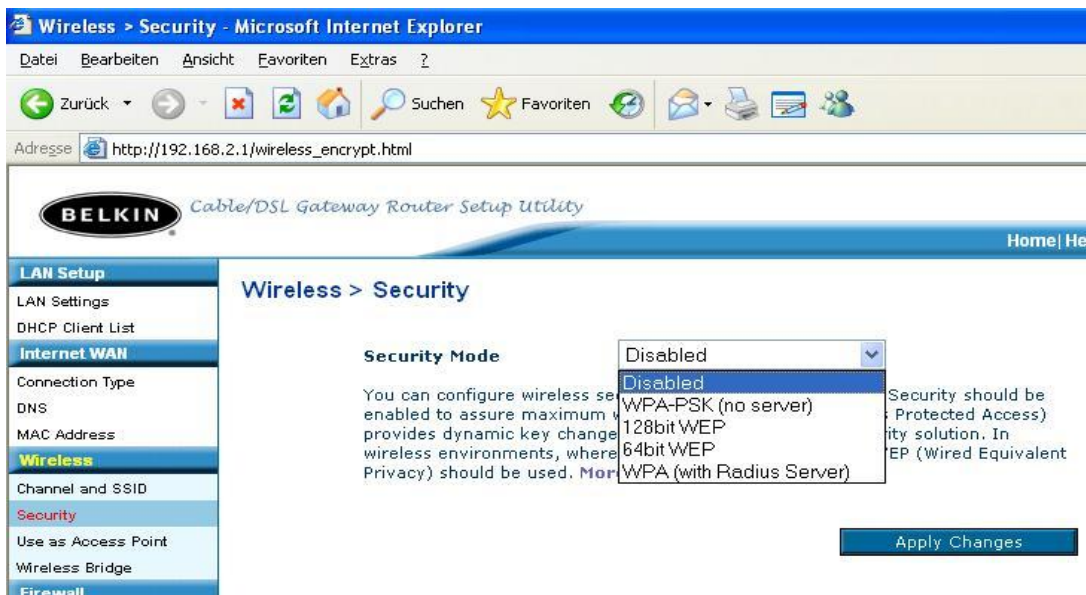 Wireless > Security - Microsoft Internet Explorer
Datei Bearbeiten Ansicht Favoriten Extras ?
Zurück Suchen Favoriten
Adresse http://192.168.2.1/wireless_encrypt.html
BELKIN Cable/DSL Gateway Router Setup Utility
Home| He
LAN Setup
LAN Settings
DHCP Client List
Internet WAN
Connection Type
DNS
MAC Address
Wireless
Channel and SSID
Security
Use as Access Point
Wireless Bridge
Firewall
Wireless > Security
Security Mode Disabled
Disabled
WPA-PSK (no server)
128bit WEP
64bit WEP
WPA (with Radius Server)
You can configure wireless Security should be
enabled to assure maximum Protected Access)
provides dynamic key change solution. In
wireless environments, where (Wired Equivalent
Privacy) should be used.
Apply Changes